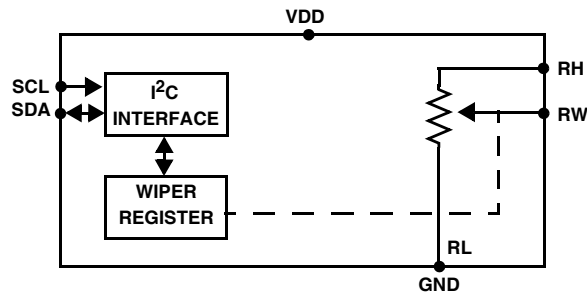 VDD
SCL
SDA
I²C
INTERFACE
WIPER
REGISTER
RH
RW
RL
GND